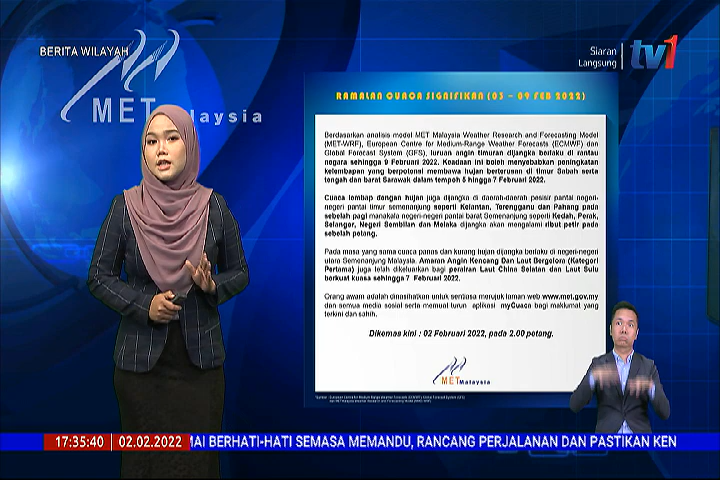 BERITA WILAYAH
Siaran
Langsung
tv1
MET Malaysia
RAMALAN CUACA SIGNIFIKAN (03 – 09 FEB 2022)
Berdasarkan analisis model MET Malaysia Weather Research and Forecasting Model
(MET-WRF), European Centre for Medium-Range Weather Forecasts (ECMWF) dan
Global Forecast System (GFS), luruan angin timuran dijangka berlaku di rantau
negara sehingga 9 Februari 2022. Keadaan ini boleh menyebabkan peningkatan
kelembapan yang berpotensi membawa hujan berterusan di timur Sabah serta
tengah dan barat Sarawak dalam tempoh 5 hingga 7 Februari 2022.
Cuaca lembap dengan hujan juga dijangka di daerah-daerah pesisir pantai negeri-
negeri pantai timur semenanjung seperti Kelantan, Terengganu dan Pahang pada
sebelah pagi manakala negeri-negeri pantai barat Semenanjung seperti Kedah, Perak,
Selangor, Negeri Sembilan dan Melaka dijangka akan mengalami ribut petir pada
sebelah petang.
Pada masa yang sama cuaca panas dan kurang hujan dijangka berlaku di negeri-negeri
utara Semenanjung Malaysia. Amaran Angin Kencang Dan Laut Bergelora (Kategori
Pertama) juga telah dikeluarkan bagi perairan Laut China Selatan dan Laut Sulu
berkuat kuasa sehingga 7 Februari 2022.
Orang awam adalah dinasihatkan untuk sentiasa merujuk laman web www.met.gov.my
dan semua media sosial serta memuat turun aplikasi myCuaca bagi maklumat yang
terkini dan sahih.
Dikemas kini : 02 Februari 2022, pada 2.00 petang.
MET Malaysia
17:35:40 02.02.2022 MAI BERHATI-HATI SEMASA MEMANDU, RANCANG PERJALANAN DAN PASTIKAN KEN